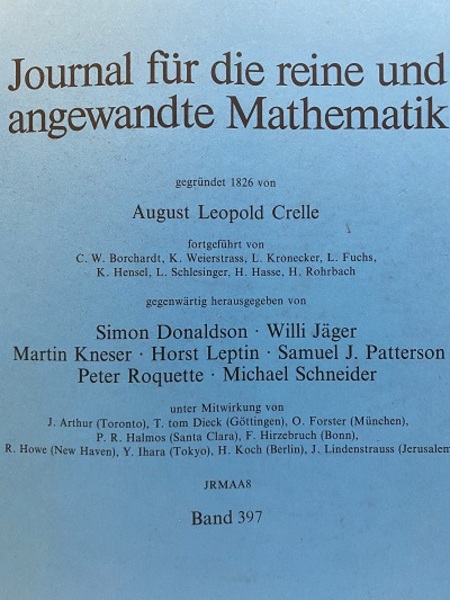 Journal für die reine und
angewandte Mathematik
gegründet 1826 von
August Leopold Crelle
fortgeführt von
C. W. Borchardt, K. Weierstrass, L. Kronecker, L. Fuchs,
K. Hensel, L. Schlesinger, H. Hasse, H. Rohrbach
gegenwärtig herausgegeben von
Simon Donaldson · Willi Jäger
Martin Kneser · Horst Leptin · Samuel J. Patterson
Peter Roquette · Michael Schneider
unter Mitwirkung von
J. Arthur (Toronto), T. tom Dieck (Göttingen), O. Forster (München),
P. R. Halmos (Santa Clara), F. Hirzebruch (Bonn),
R. Howe (New Haven), Y. Ihara (Tokyo), H. Koch (Berlin), J. Lindenstrauss (Jerusalem
JRMAA8
Band 397